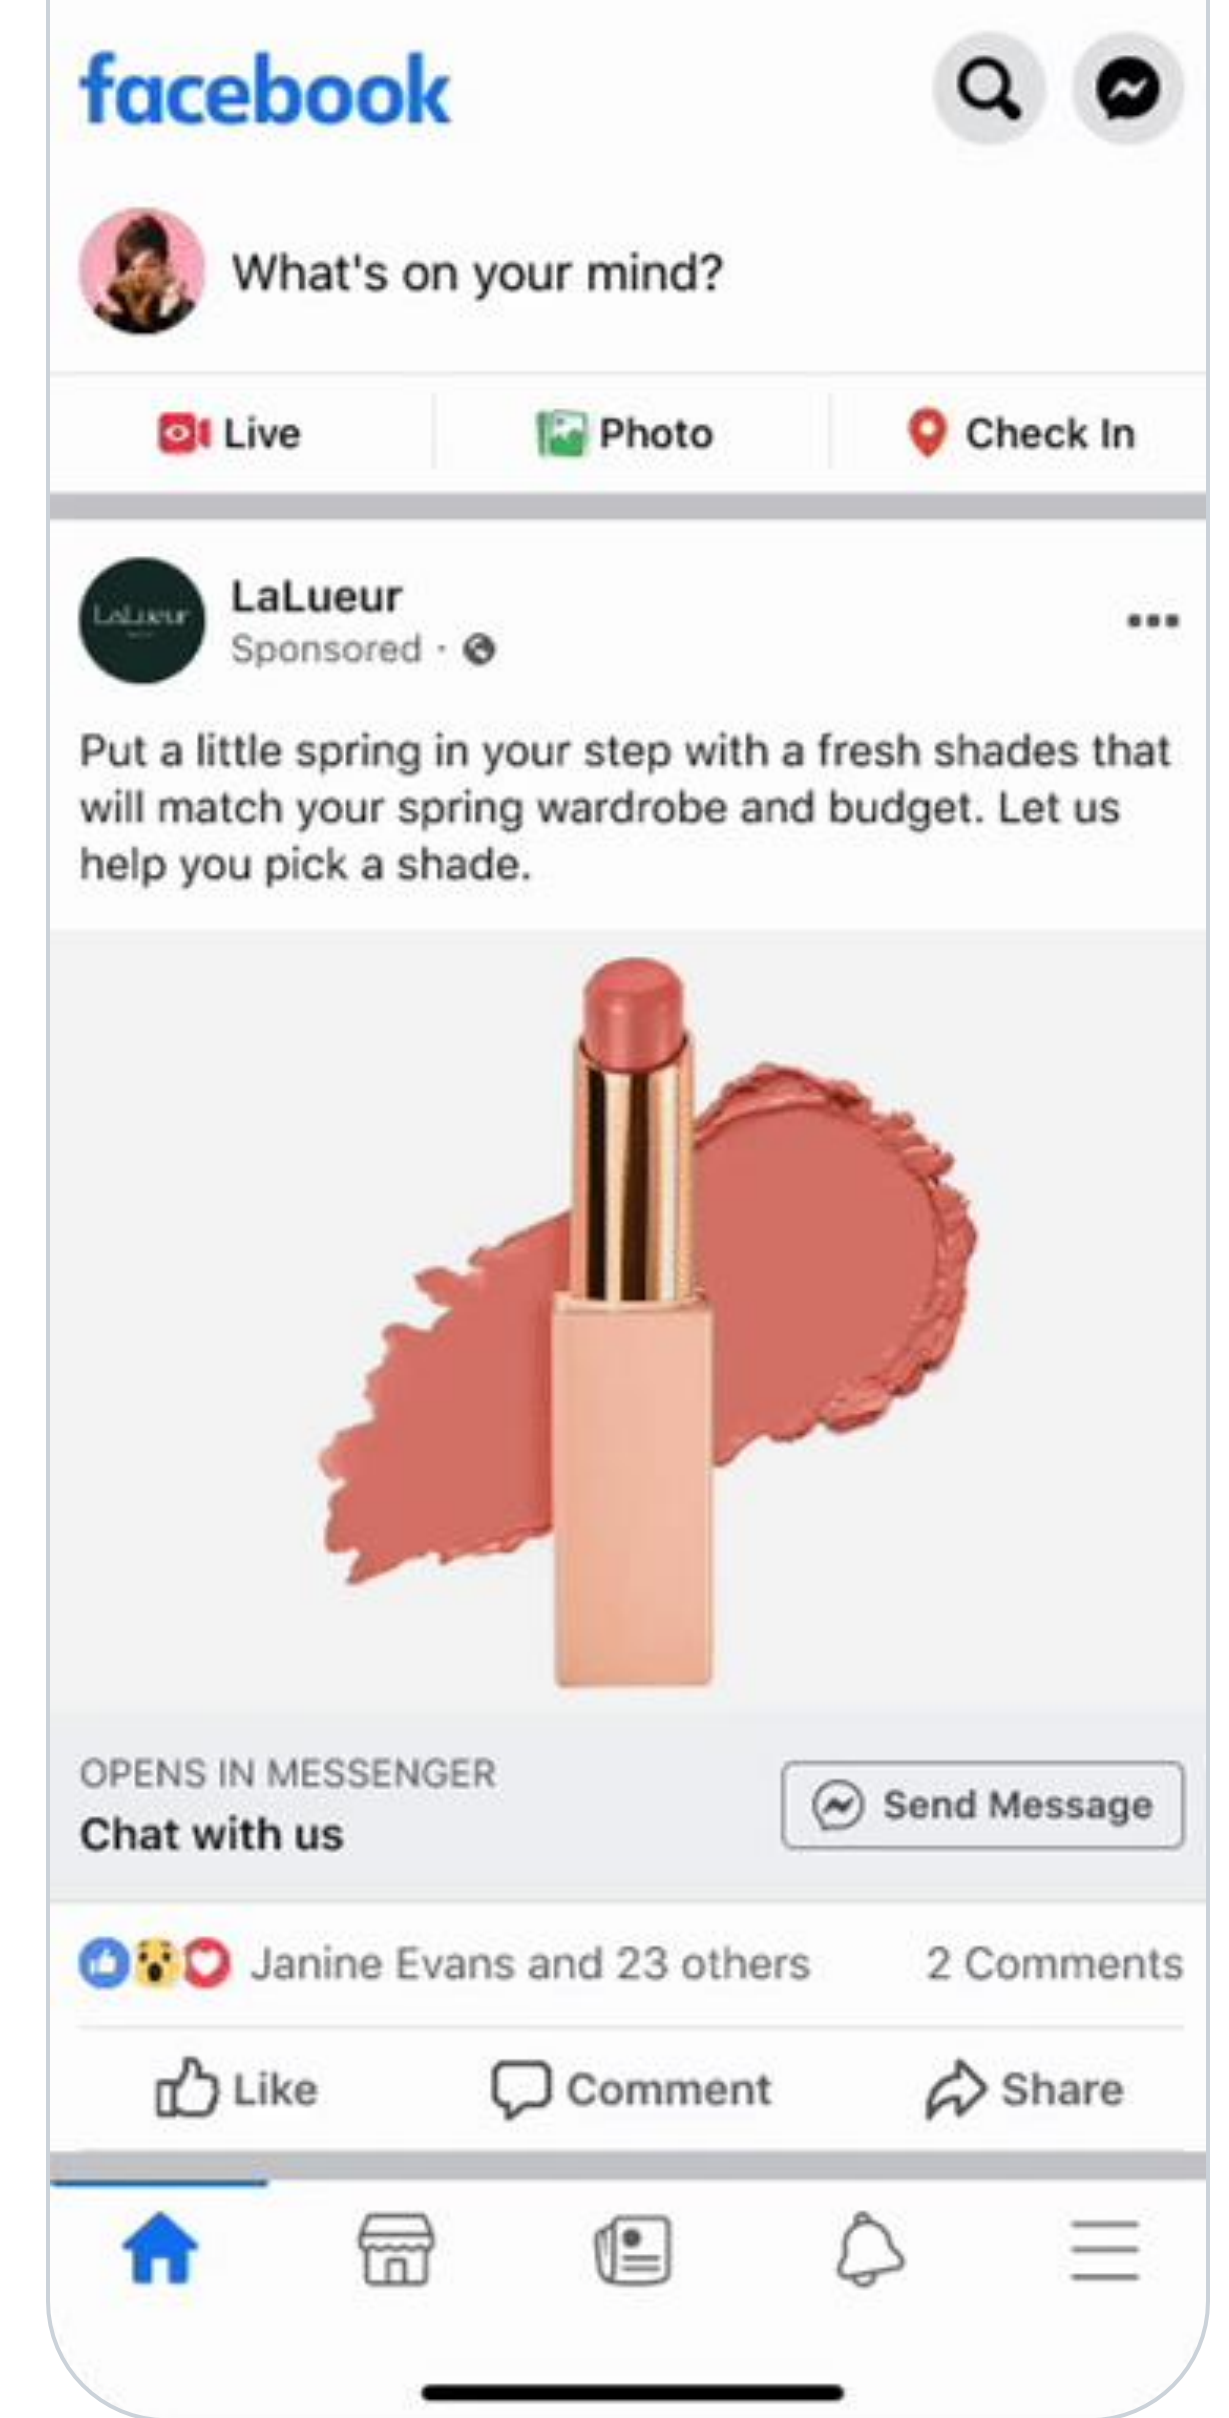 facebook
What's on your mind?
Live
Photo
Check In
LaLueur
LaLueur
Sponsored ·
Put a little spring in your step with a fresh shades that
will match your spring wardrobe and budget. Let us
help you pick a shade.
OPENS IN MESSENGER
Chat with us
Send Message
Janine Evans and 23 others
2 Comments
Like
Comment
Share